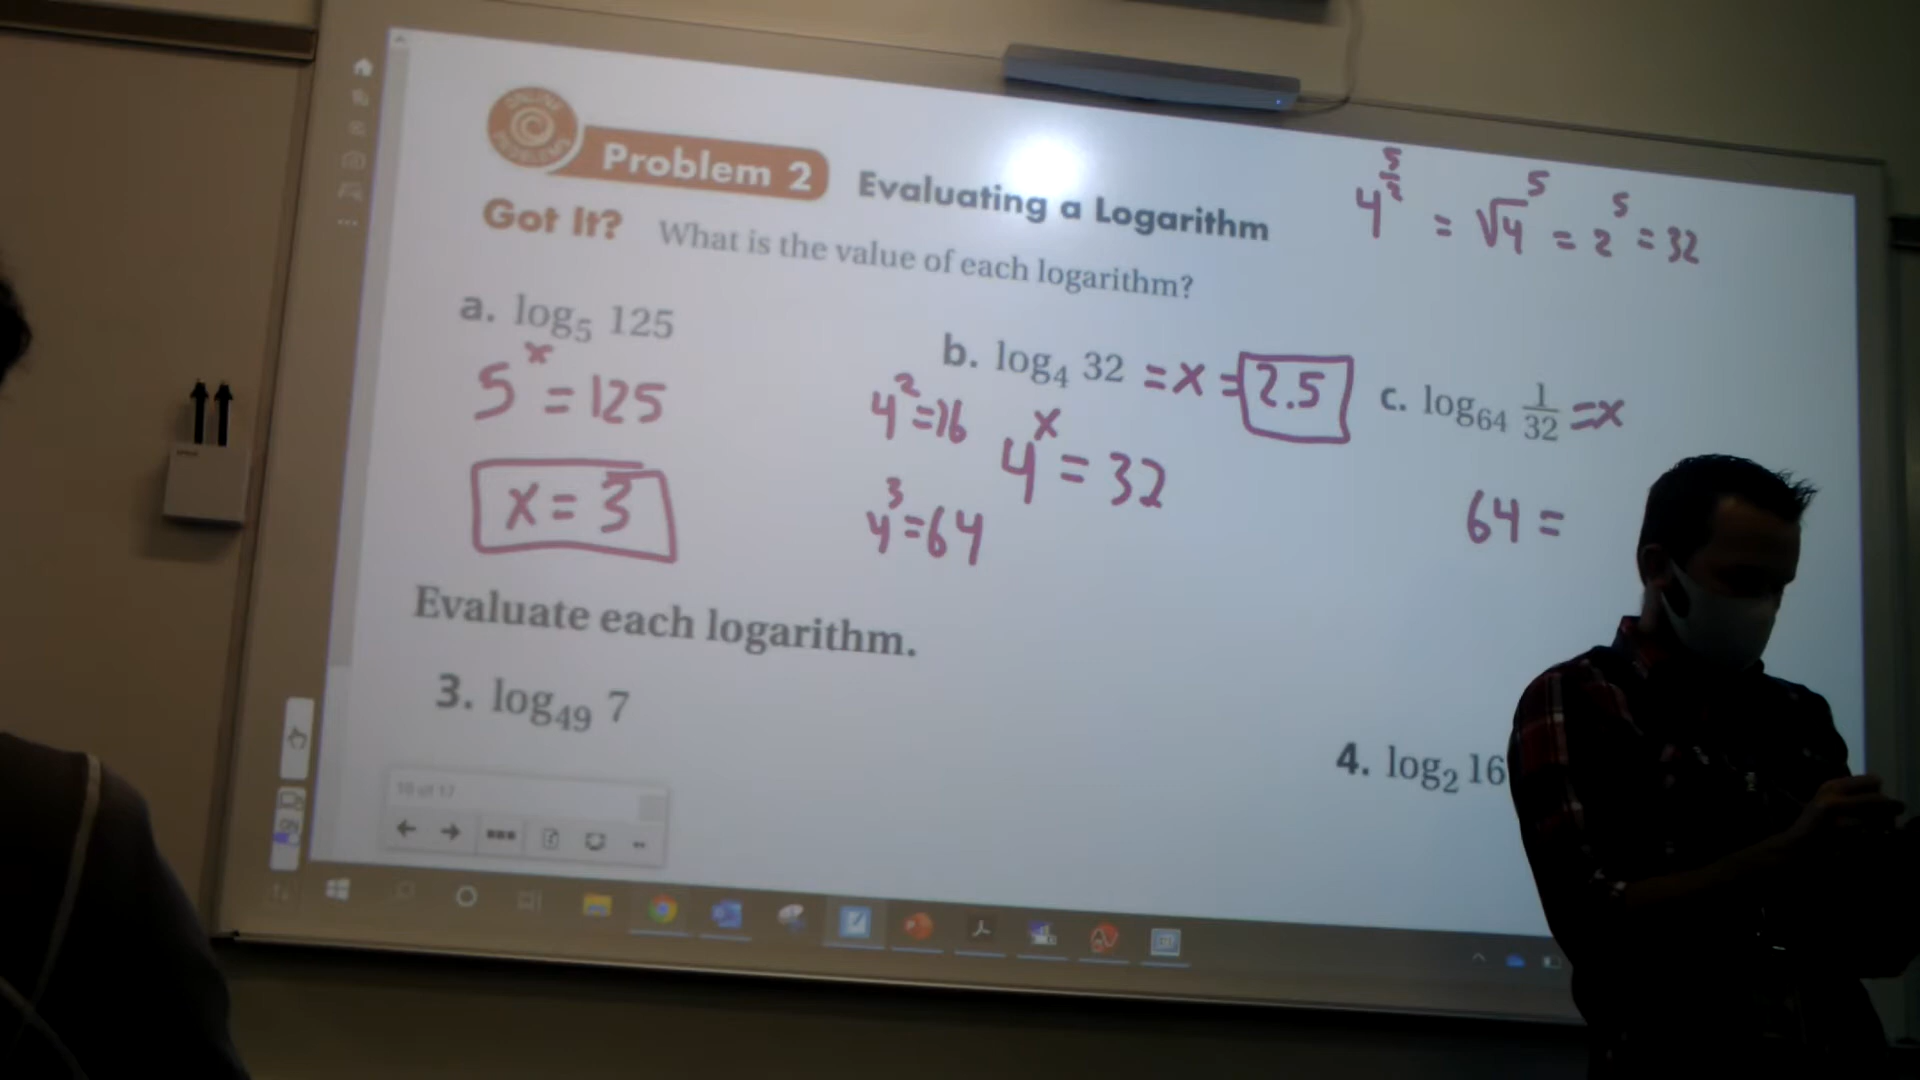 ONLINE
PROBLEMS
Problem 2 Evaluating a Logarithm
Got It? What is the value of each logarithm?
4^(5/2) = √4^5 = 2^5 = 32
a. log₅ 125
5^x = 125
x = 3
b. log₄ 32 = x = 2.5
4^2 = 16
4^x = 32
4^3 = 64
c. log₆₄ 1/32 = x
64 =
Evaluate each logarithm.
3. log₄₉ 7
4. log₂ 16